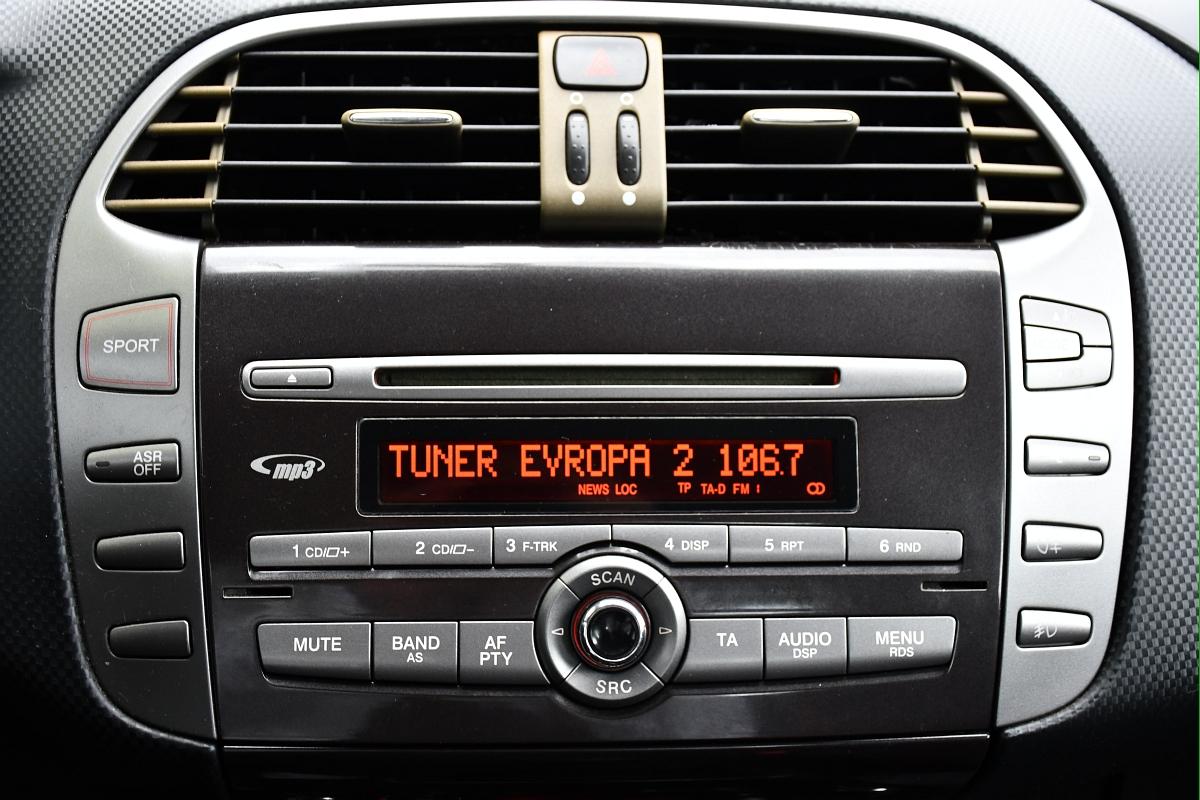 SPORT
ASR
OFF
mp3
TUNER EVROPA 2 106.7
NEWS LOC TP TA-D FM I
1 CD/▱+
2 CD/▱-
3 F-TRK
4 DISP
5 RPT
6 RND
SCAN
MUTE
BAND
AS
AF
PTY
TA
AUDIO
DSP
MENU
RDS
SRC